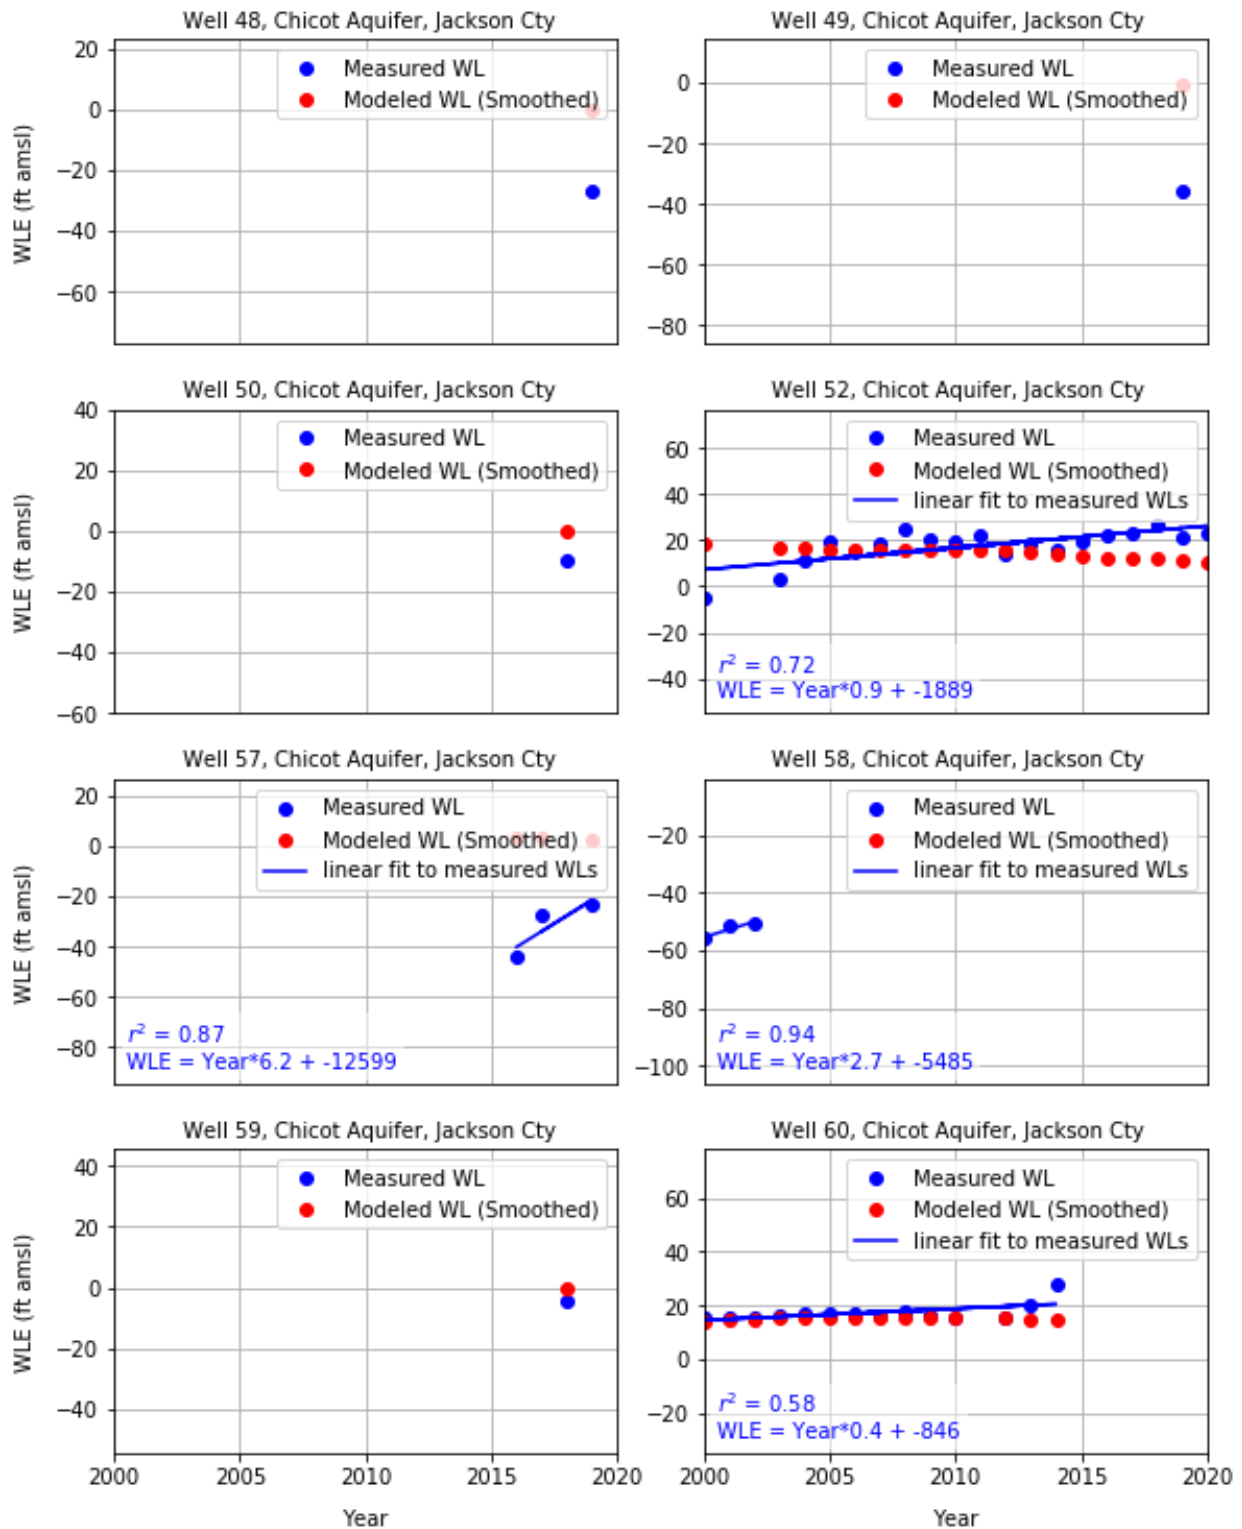 Well 48, Chicot Aquifer, Jackson Cty
20
0
−20
−40
−60
WLE (ft amsl)
Measured WL
Modeled WL (Smoothed)
Well 49, Chicot Aquifer, Jackson Cty
0
−20
−40
−60
−80
Measured WL
Modeled WL (Smoothed)
Well 50, Chicot Aquifer, Jackson Cty
40
20
0
−20
−40
−60
WLE (ft amsl)
Measured WL
Modeled WL (Smoothed)
Well 52, Chicot Aquifer, Jackson Cty
60
40
20
0
−20
−40
Measured WL
Modeled WL (Smoothed)
linear fit to measured WLs
r² = 0.72
WLE = Year*0.9 + -1889
Well 57, Chicot Aquifer, Jackson Cty
20
0
−20
−40
−60
−80
WLE (ft amsl)
Measured WL
Modeled WL (Smoothed)
linear fit to measured WLs
r² = 0.87
WLE = Year*6.2 + -12599
Well 58, Chicot Aquifer, Jackson Cty
−20
−40
−60
−80
−100
Measured WL
Modeled WL (Smoothed)
linear fit to measured WLs
r² = 0.94
WLE = Year*2.7 + -5485
Well 59, Chicot Aquifer, Jackson Cty
40
20
0
−20
−40
WLE (ft amsl)
Measured WL
Modeled WL (Smoothed)
2000 2005 2010 2015 2020
Year
Well 60, Chicot Aquifer, Jackson Cty
60
40
20
0
−20
Measured WL
Modeled WL (Smoothed)
linear fit to measured WLs
r² = 0.58
WLE = Year*0.4 + -846
2000 2005 2010 2015 2020
Year